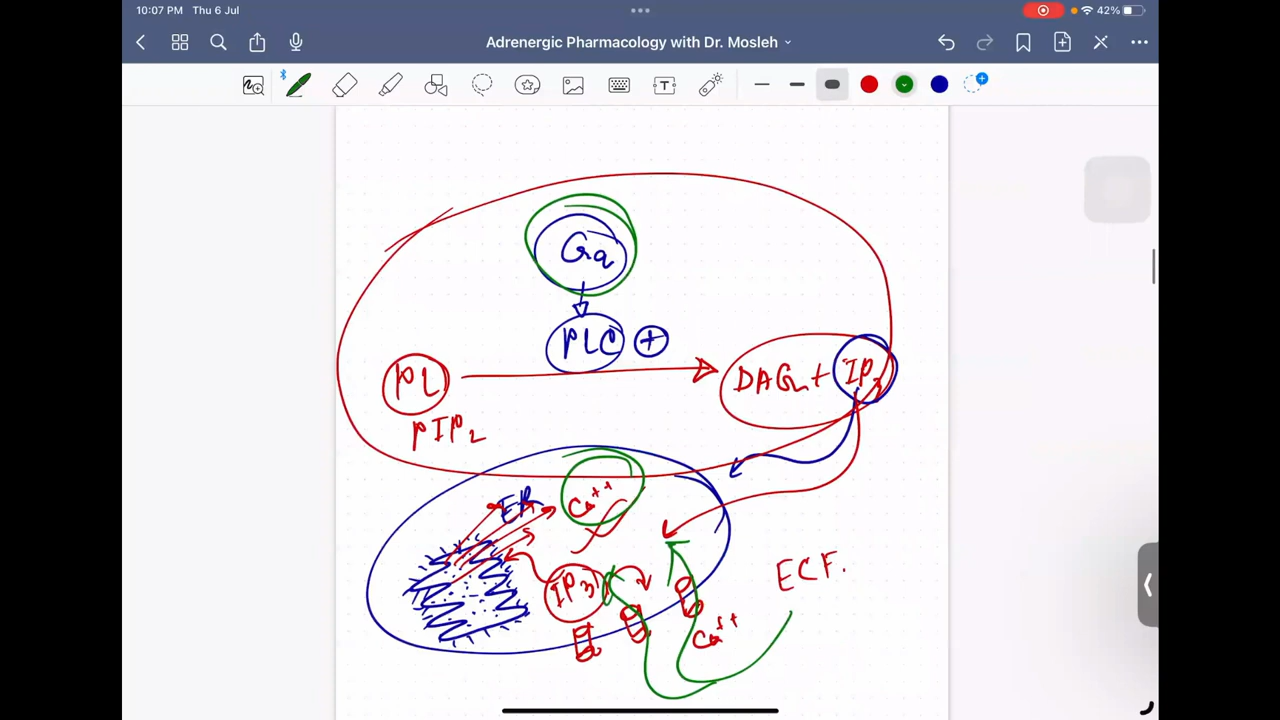 10:07 PM Thu 6 Jul
42%
Adrenergic Pharmacology with Dr. Mosleh
T
Gq
PLC +
PL
DAG + IP3
PIP2
ER
Ca++
IP3
ECF.
Ca++